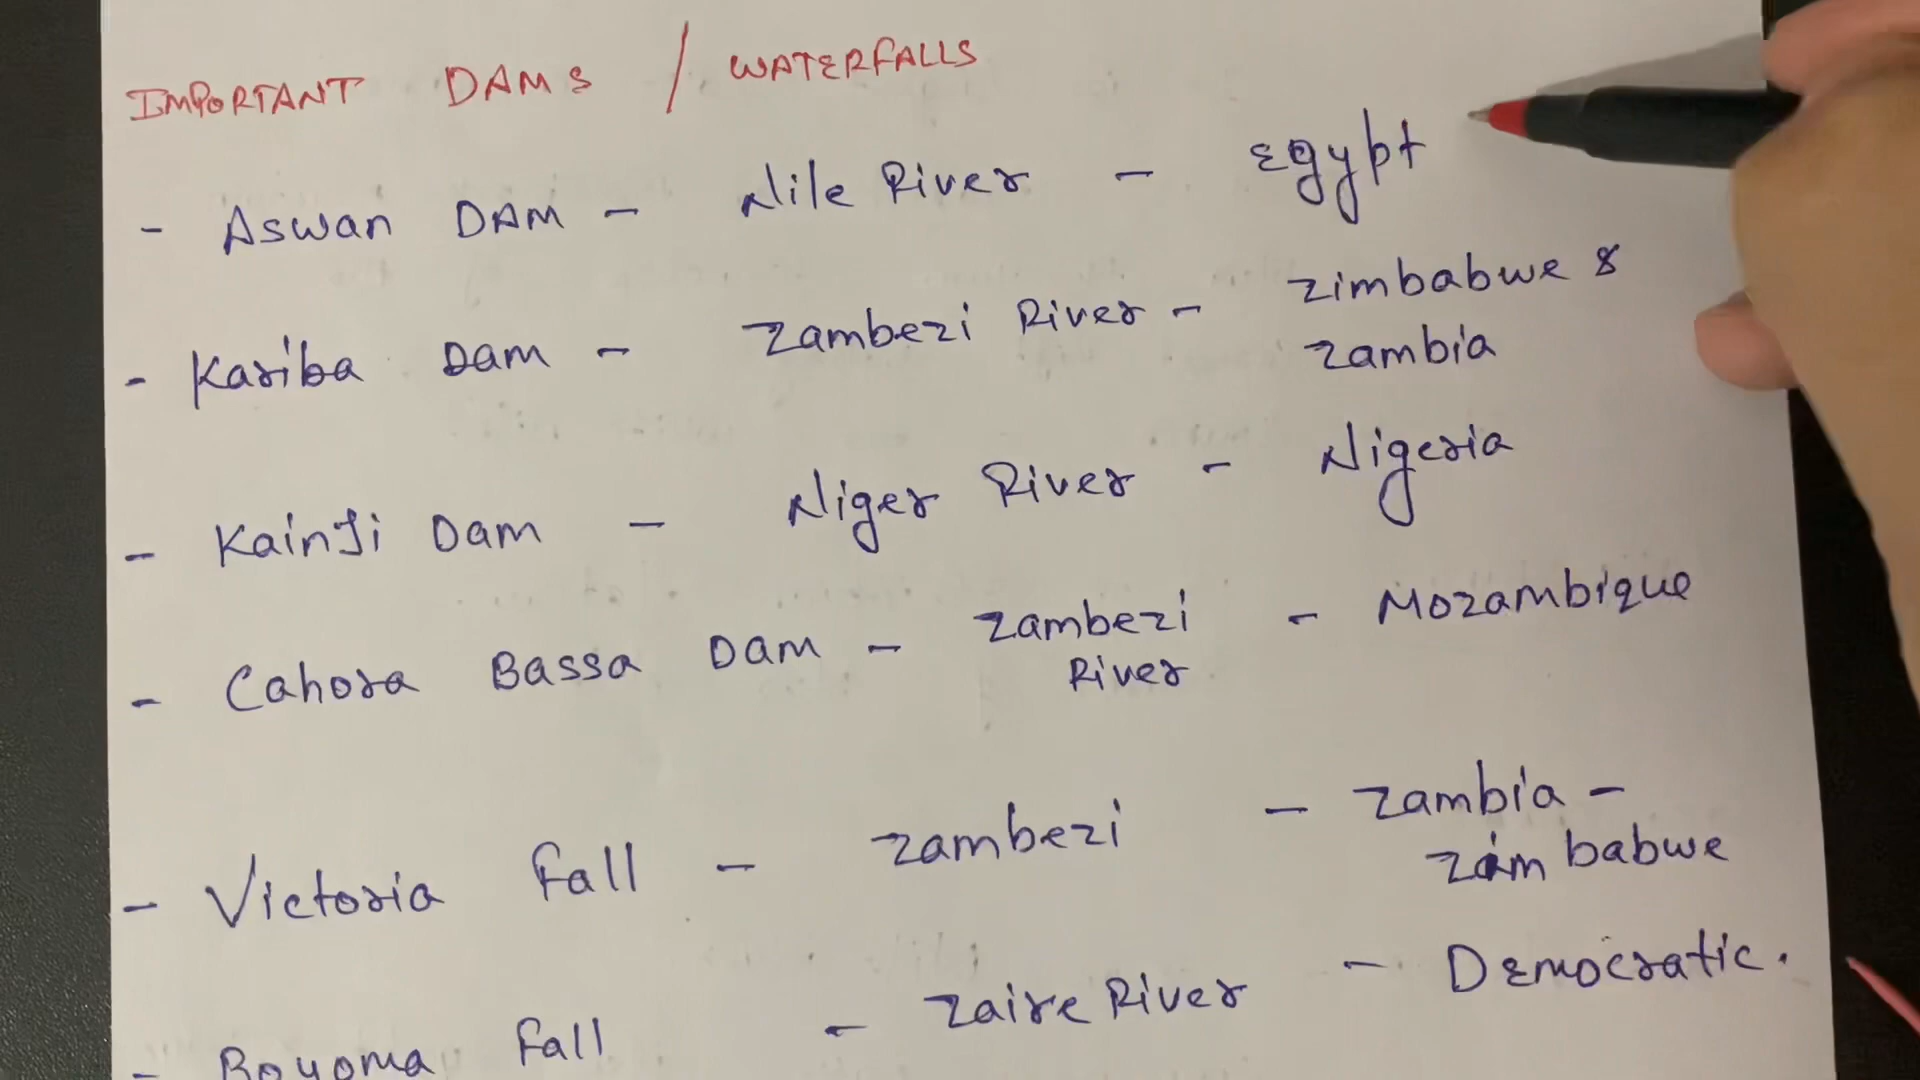 IMPORTANT DAMS / WATERFALLS
- ASwan DAM - Nile River - Egypt
- Kariba Dam - Zambezi River - Zimbabwe &
Zambia
- KainJi Dam - Niger River - Nigeria
- Cahora BASSA Dam - Zambezi - Mozambique
River
- Victoria Fall - Zambezi - Zambia -
Zimbabwe
- Boyoma Fall - Zaire River - Democratic.